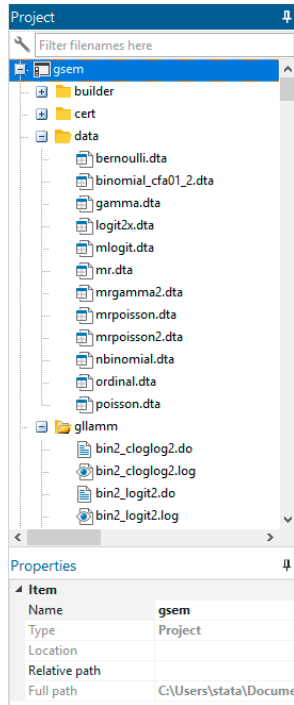 Project
Filter filenames here
gsem
builder
cert
data
bernoulli.dta
binomial_cfa01_2.dta
gamma.dta
logit2x.dta
mlogit.dta
mr.dta
mrgamma2.dta
mrpoisson.dta
mrpoisson2.dta
nbinomial.dta
ordinal.dta
poisson.dta
gllamm
bin2_cloglog2.do
bin2_cloglog2.log
bin2_logit2.do
bin2_logit2.log
Properties
Item
Name gsem
Type Project
Location
Relative path
Full path C:\Users\stata\Docume